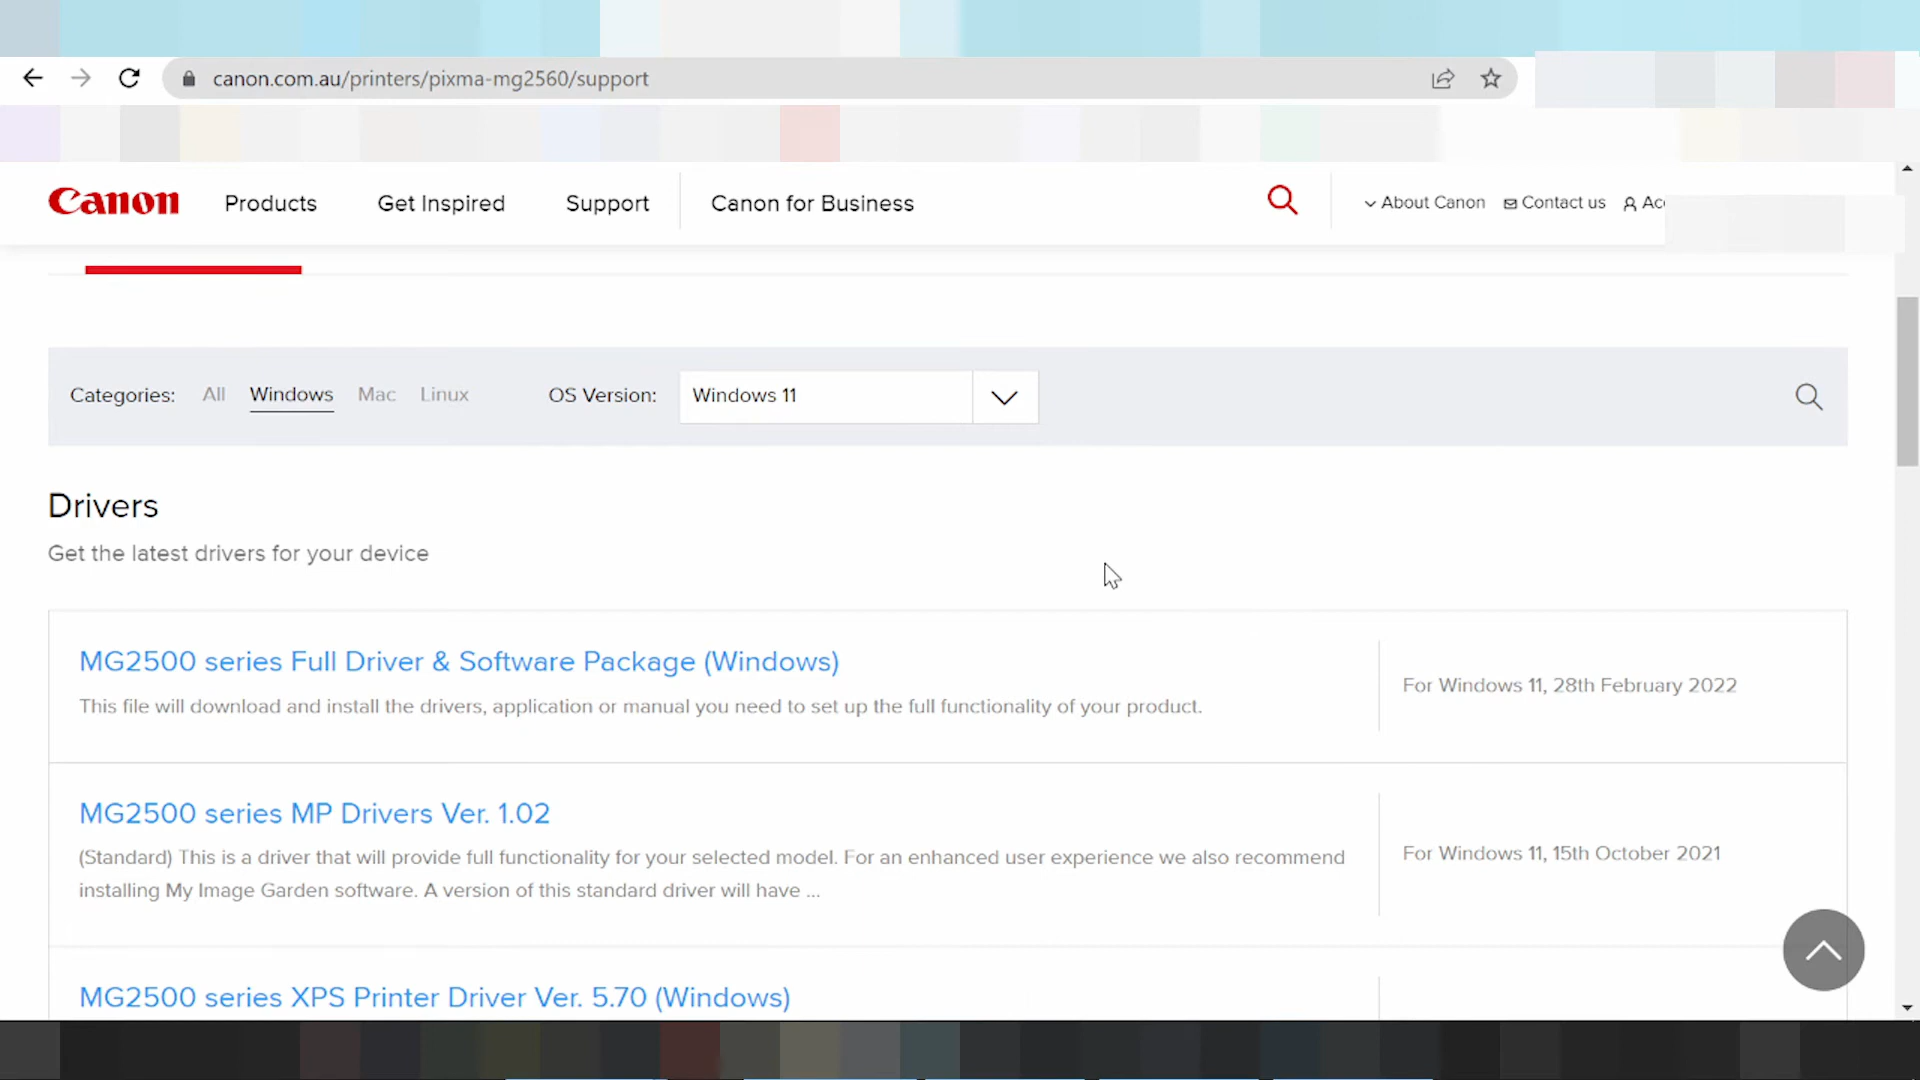 canon.com.au/printers/pixma-mg2560/support
Canon Products Get Inspired Support Canon for Business About Canon Contact us
Categories: All Windows Mac Linux OS Version: Windows 11
Drivers
Get the latest drivers for your device
MG2500 series Full Driver & Software Package (Windows)
This file will download and install the drivers, application or manual you need to set up the full functionality of your product.
For Windows 11, 28th February 2022
MG2500 series MP Drivers Ver. 1.02
(Standard) This is a driver that will provide full functionality for your selected model. For an enhanced user experience we also recommend
installing My Image Garden software. A version of this standard driver will have ...
For Windows 11, 15th October 2021
MG2500 series XPS Printer Driver Ver. 5.70 (Windows)